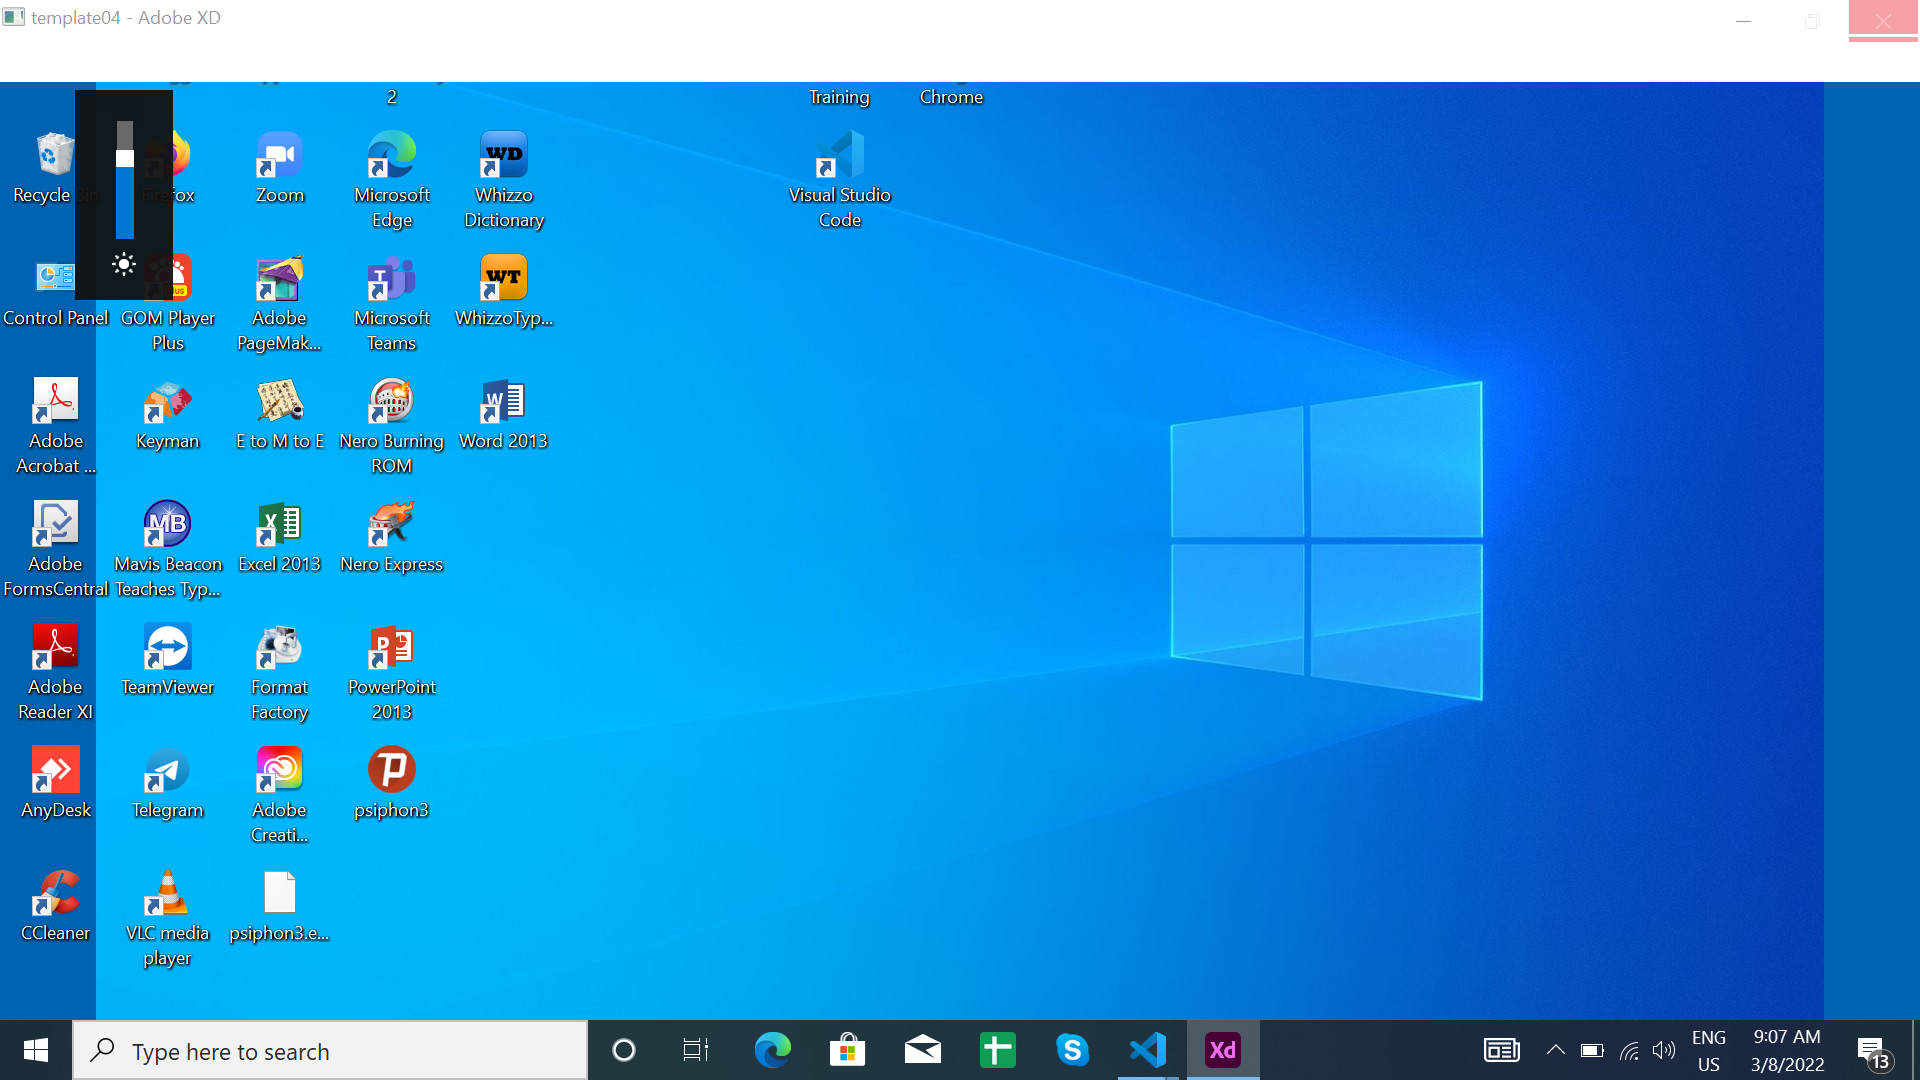 template04 - Adobe XD
2
Training
Chrome
Recycle Bin
Firefox
Zoom
Microsoft
Edge
WD
Whizzo
Dictionary
Visual Studio
Code
Control Panel
Plus
GOM Player
Plus
Adobe
PageMak...
T
Microsoft
Teams
WT
WhizzoTyp...
Adobe
Acrobat ...
Keyman
E to M to E
Nero Burning
ROM
W
Word 2013
Adobe
FormsCentral
MB
Mavis Beacon
Teaches Typ...
X
Excel 2013
Nero Express
Adobe
Reader XI
TeamViewer
Format
Factory
P
PowerPoint
2013
AnyDesk
Telegram
Adobe
Creati...
P
psiphon3
CCleaner
VLC media
player
psiphon3.e...
Type here to search
S
Xd
ENG
US
9:07 AM
3/8/2022
13